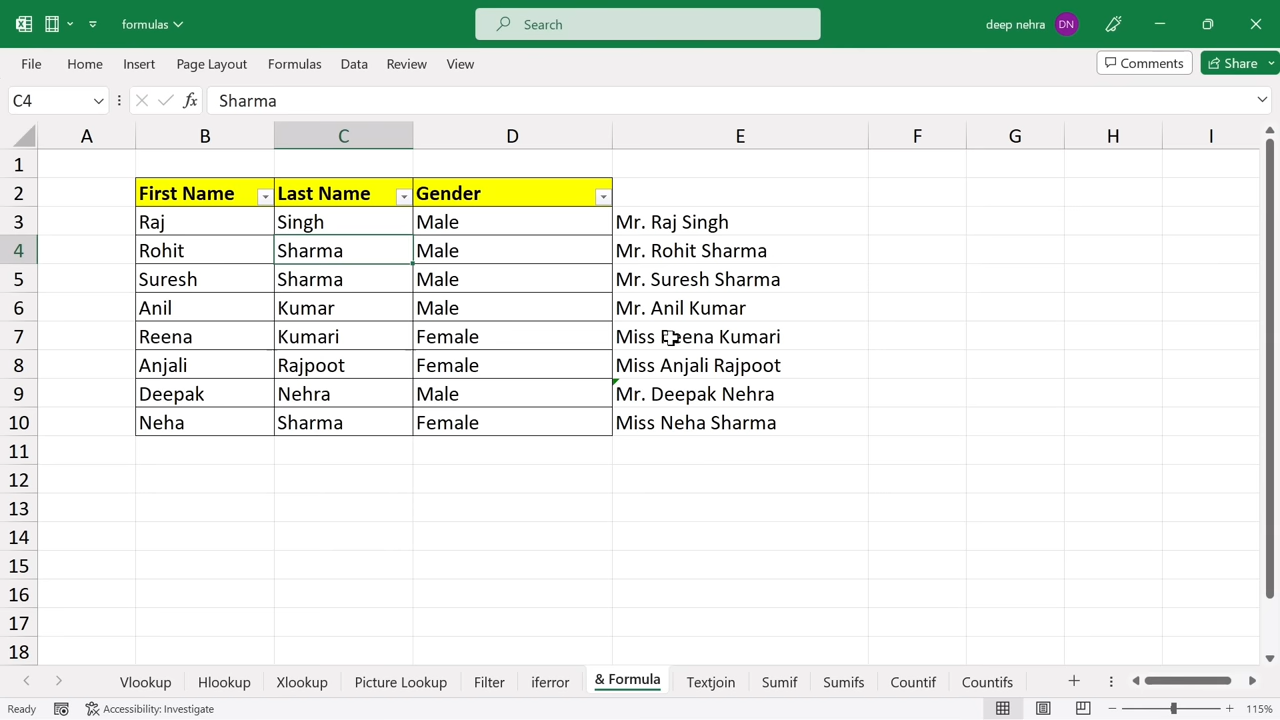 formulas
Search
deep nehra DN
File Home Insert Page Layout Formulas Data Review View Comments Share
C4 fx Sharma
A B C D E F G H I
1
2 First Name Last Name Gender
3 Raj Singh Male Mr. Raj Singh
4 Rohit Sharma Male Mr. Rohit Sharma
5 Suresh Sharma Male Mr. Suresh Sharma
6 Anil Kumar Male Mr. Anil Kumar
7 Reena Kumari Female Miss Reena Kumari
8 Anjali Rajpoot Female Miss Anjali Rajpoot
9 Deepak Nehra Male Mr. Deepak Nehra
10 Neha Sharma Female Miss Neha Sharma
11
12
13
14
15
16
17
18
Vlookup Hlookup Xlookup Picture Lookup Filter iferror & Formula Textjoin Sumif Sumifs Countif Countifs
Ready Accessibility: Investigate 115%